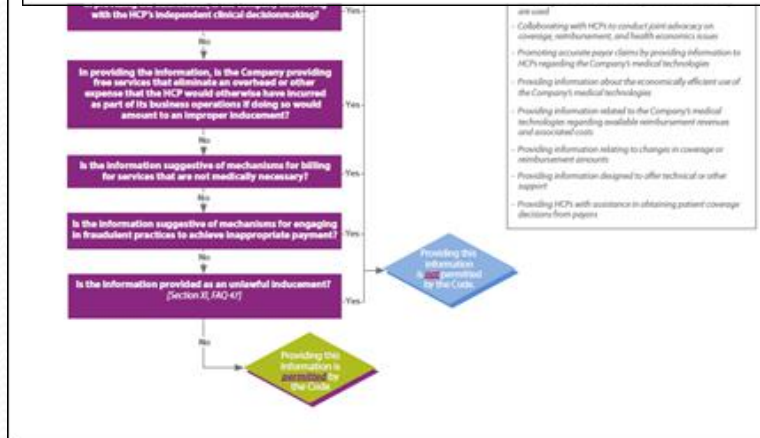 with the HCP's independent clinical decisionmaking?
Yes
No
In providing the information, is the Company providing
free services that eliminate an overhead or other
expense that the HCP would otherwise have incurred
as part of its business operations if doing so would
amount to an improper inducement?
Yes
No
Is the information suggestive of mechanisms for billing
for services that are not medically necessary?
Yes
No
Is the information suggestive of mechanisms for engaging
in fraudulent practices to achieve inappropriate payment?
Yes
No
Is the information provided as an unlawful inducement?
[Section XI, FAQ 47]
Yes
No
Providing this
information
is not permitted
by the Code.
Providing this
information is
permitted by
the Code.
are used
- Collaborating with HCPs to conduct joint advocacy on
coverage, reimbursement, and health economics issues
- Promoting accurate payor claims by providing information to
HCPs regarding the Company's medical technologies
- Providing information about the economically efficient use of
the Company's medical technologies
- Providing information related to the Company's medical
technologies regarding available reimbursement revenues
and associated costs
- Providing information relating to changes in coverage or
reimbursement amounts
- Providing information designed to offer technical or other
support
- Providing HCPs with assistance in obtaining patient coverage
decisions from payors